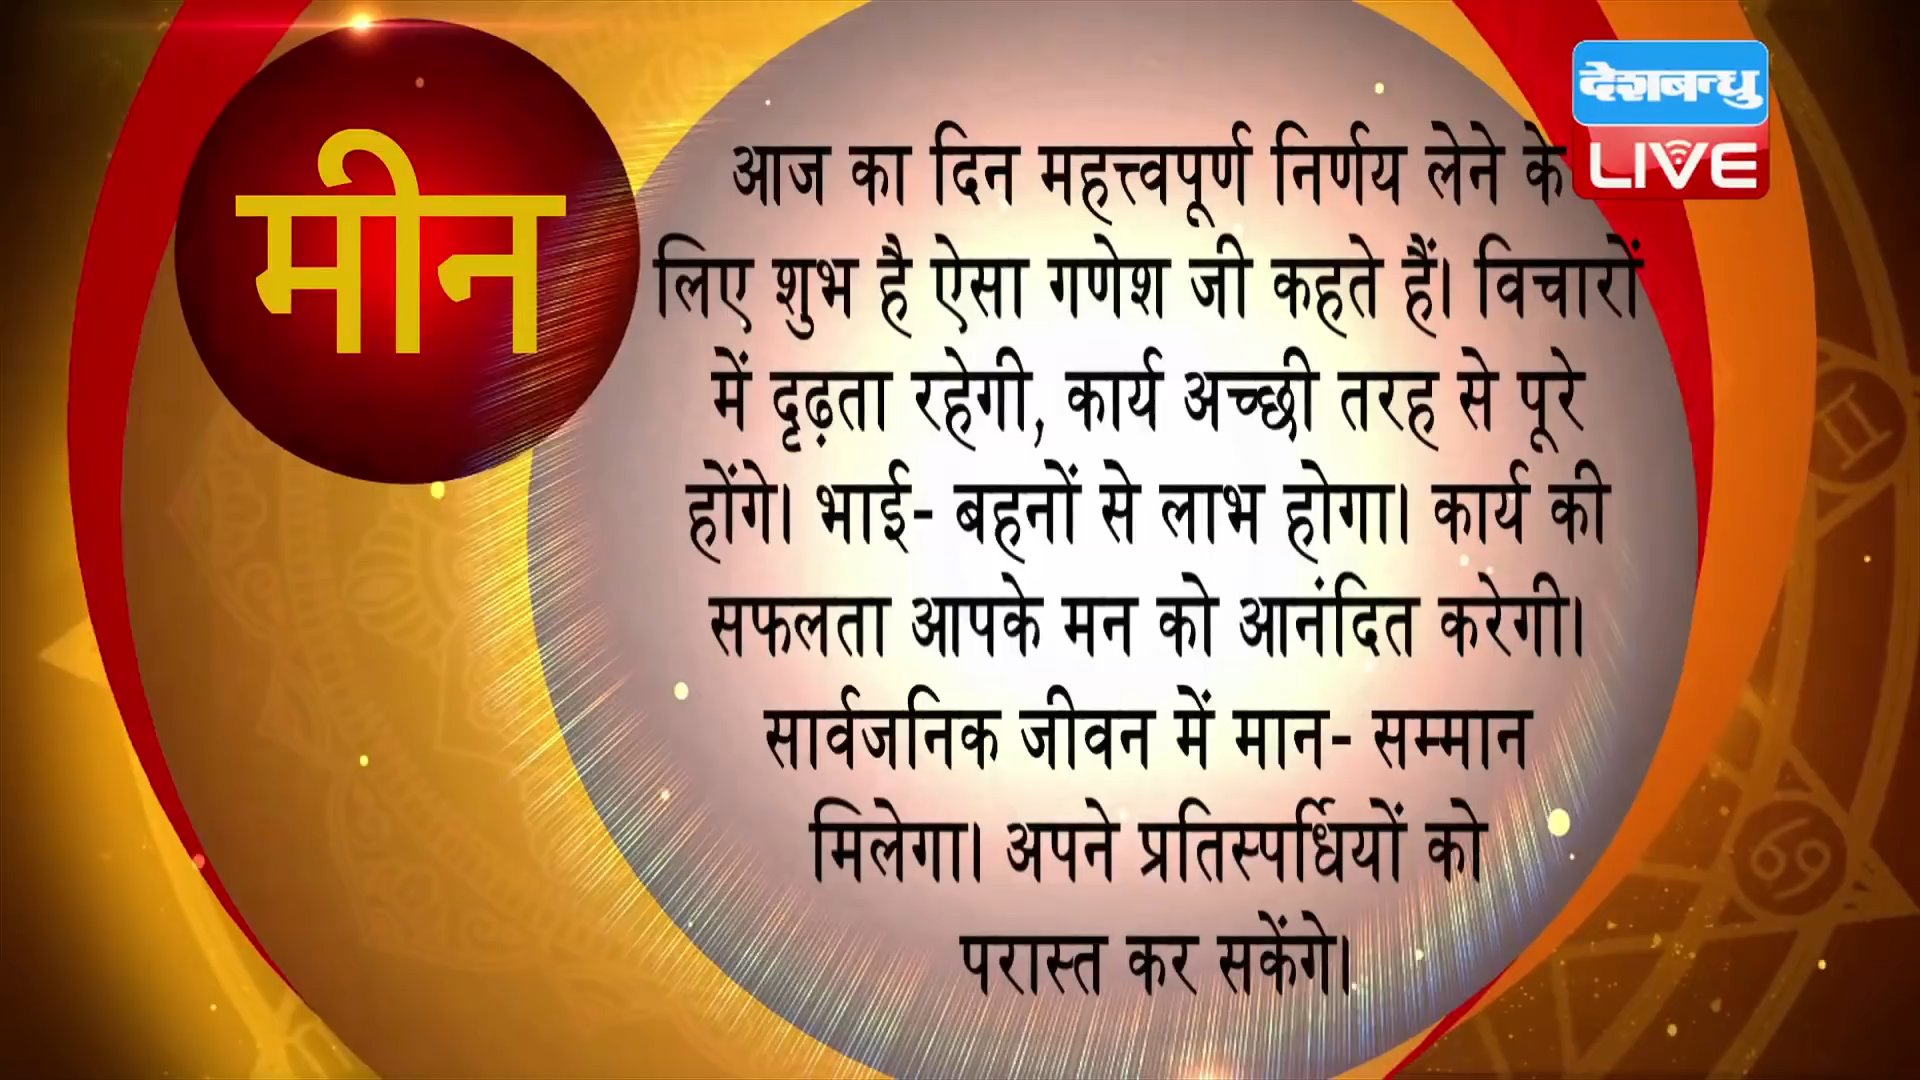 मीन
देशबन्धु
LIVE
आज का दिन महत्त्वपूर्ण निर्णय लेने के
लिए शुभ है ऐसा गणेश जी कहते हैं। विचारों
में दृढ़ता रहेगी, कार्य अच्छी तरह से पूरे
होंगे। भाई- बहनों से लाभ होगा। कार्य की
सफलता आपके मन को आनंदित करेगी।
सार्वजनिक जीवन में मान- सम्मान
मिलेगा। अपने प्रतिस्पर्धियों को
परास्त कर सकेंगे।